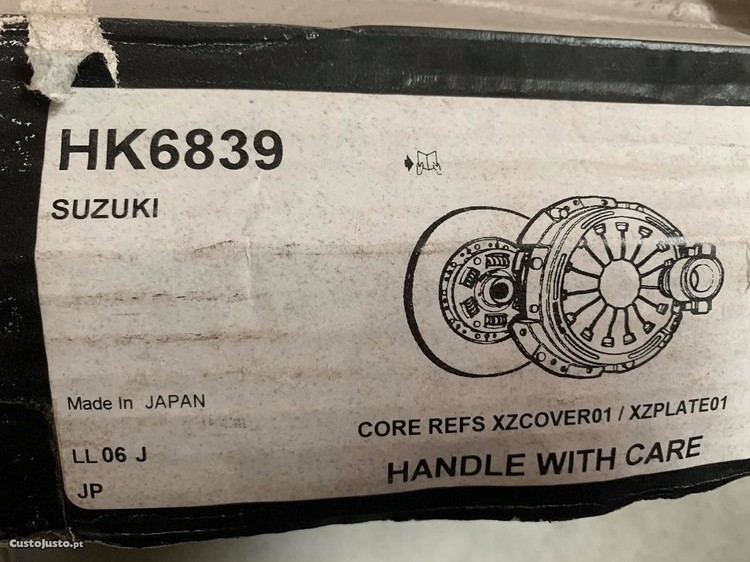 HK6839
SUZUKI
Made In JAPAN
CORE REFS XZCOVER01 / XZPLATE01
LL 06 J
HANDLE WITH CARE
JP
CustoJusto.pt